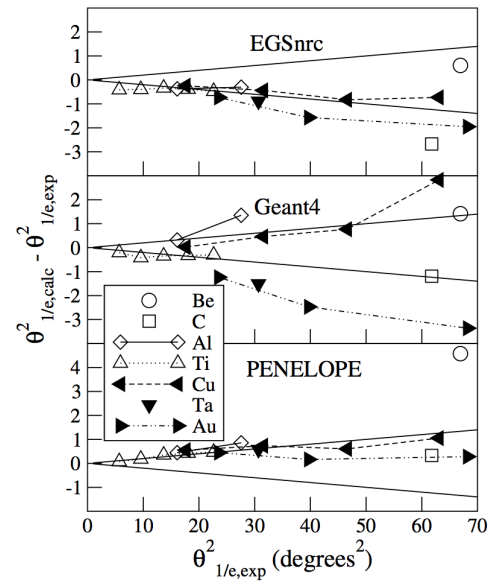 2
1
0
-1
-2
-3
EGSnrc
2
1
0
-1
-2
-3
Geant4
θ²1/e,calc - θ²1/e,exp
Be
C
Al
Ti
Cu
Ta
Au
4
3
2
1
0
-1
PENELOPE
0 10 20 30 40 50 60 70
θ²1/e,exp (degrees²)